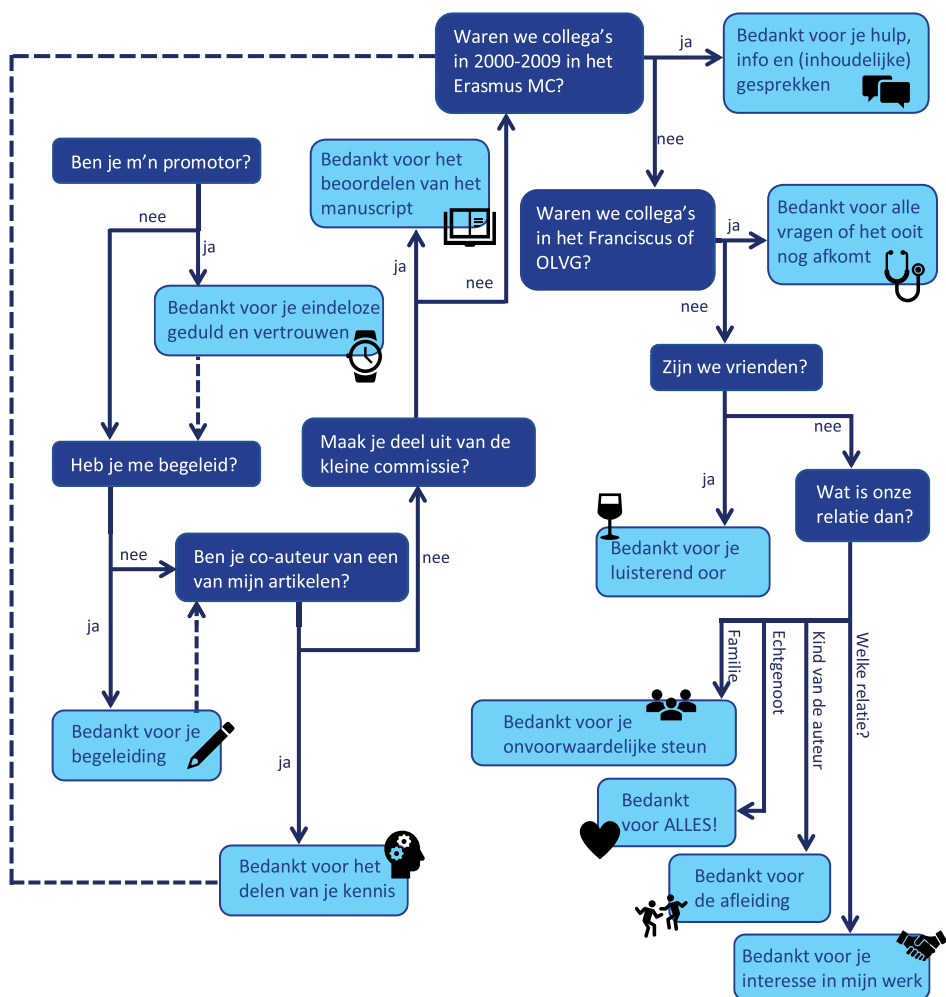 Ben je m'n promotor?
nee
ja
Bedankt voor je eindeloze
geduld en vertrouwen
Heb je me begeleid?
nee
ja
Bedankt voor je
begeleiding
Ben je co-auteur van een
van mijn artikelen?
nee
ja
Bedankt voor het
delen van je kennis
Maak je deel uit van de
kleine commissie?
ja
nee
Bedankt voor het
beoordelen van het
manuscript
Waren we collega's
in 2000-2009 in het
Erasmus MC?
ja
nee
Bedankt voor je hulp,
info en (inhoudelijke)
gesprekken
Waren we collega's
in het Franciscus of
OLVG?
ja
nee
Bedankt voor alle
vragen of het ooit
nog afkomt
Zijn we vrienden?
nee
ja
Bedankt voor je
luisterend oor
Wat is onze
relatie dan?
Familie
Echtgenoot
Kind van de auteur
Welke relatie?
Bedankt voor je
onvoorwaardelijke steun
Bedankt
voor ALLES!
Bedankt voor
de afleiding
Bedankt voor je
interesse in mijn werk